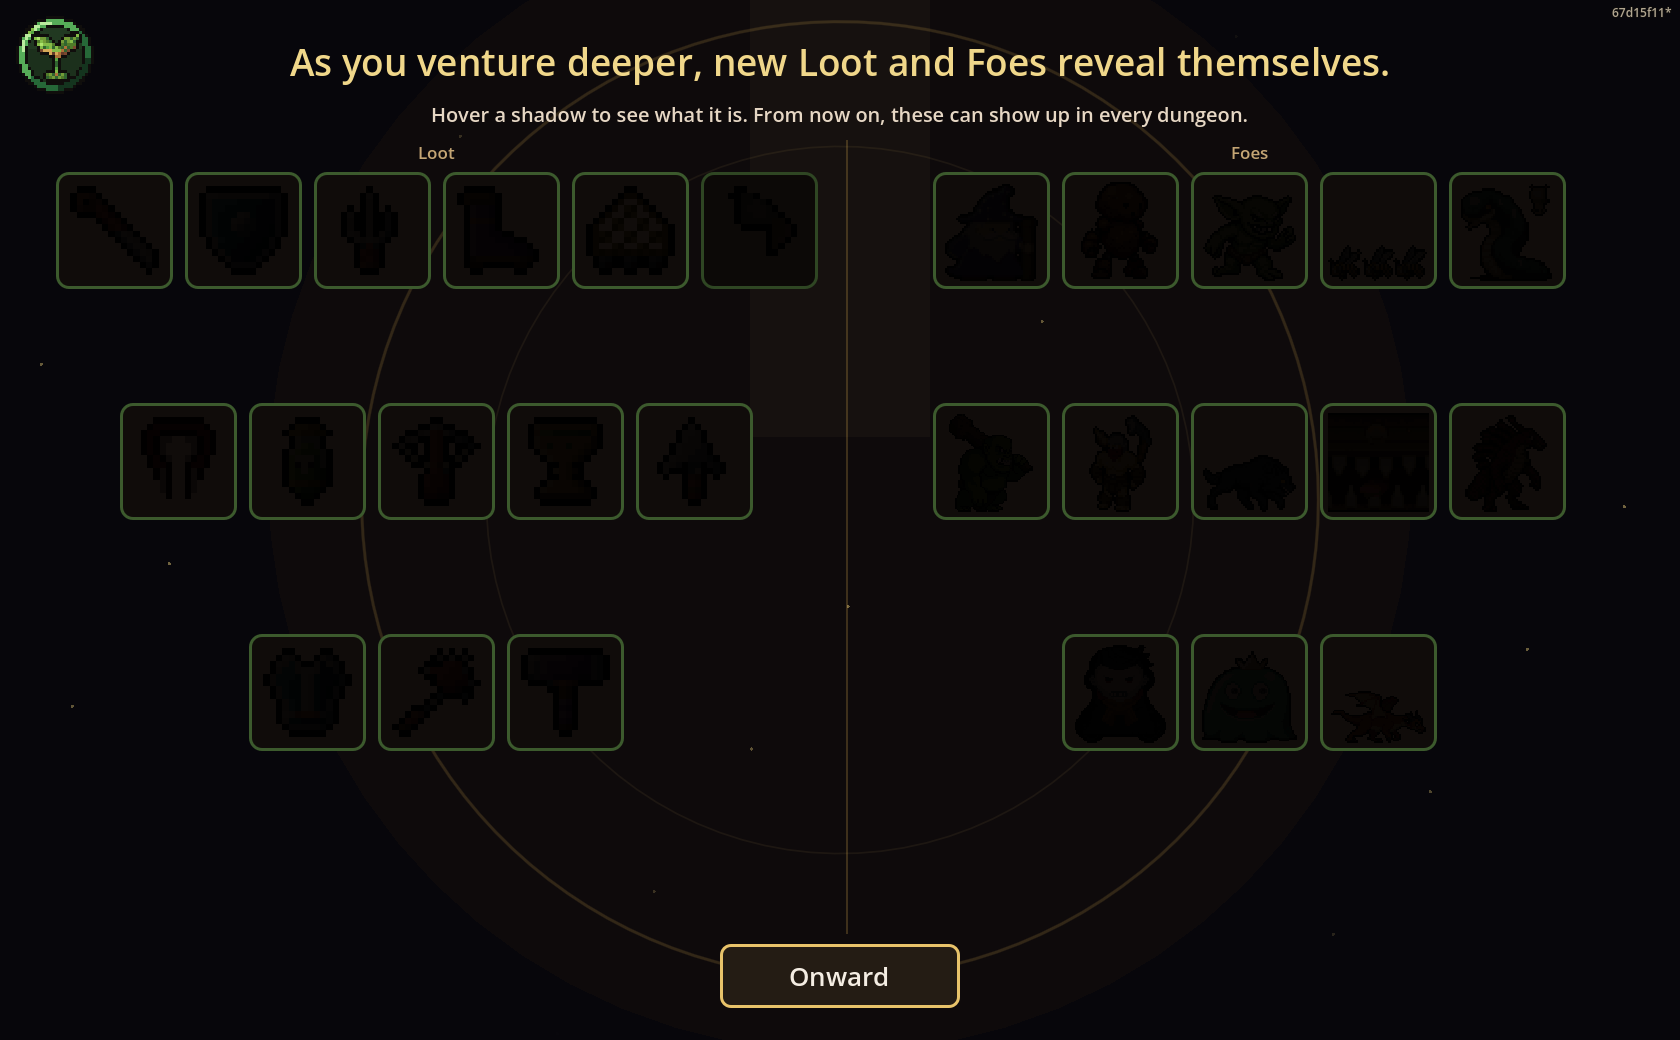 67d15f11*
As you venture deeper, new Loot and Foes reveal themselves.
Hover a shadow to see what it is. From now on, these can show up in every dungeon.
Loot
Foes
Onward